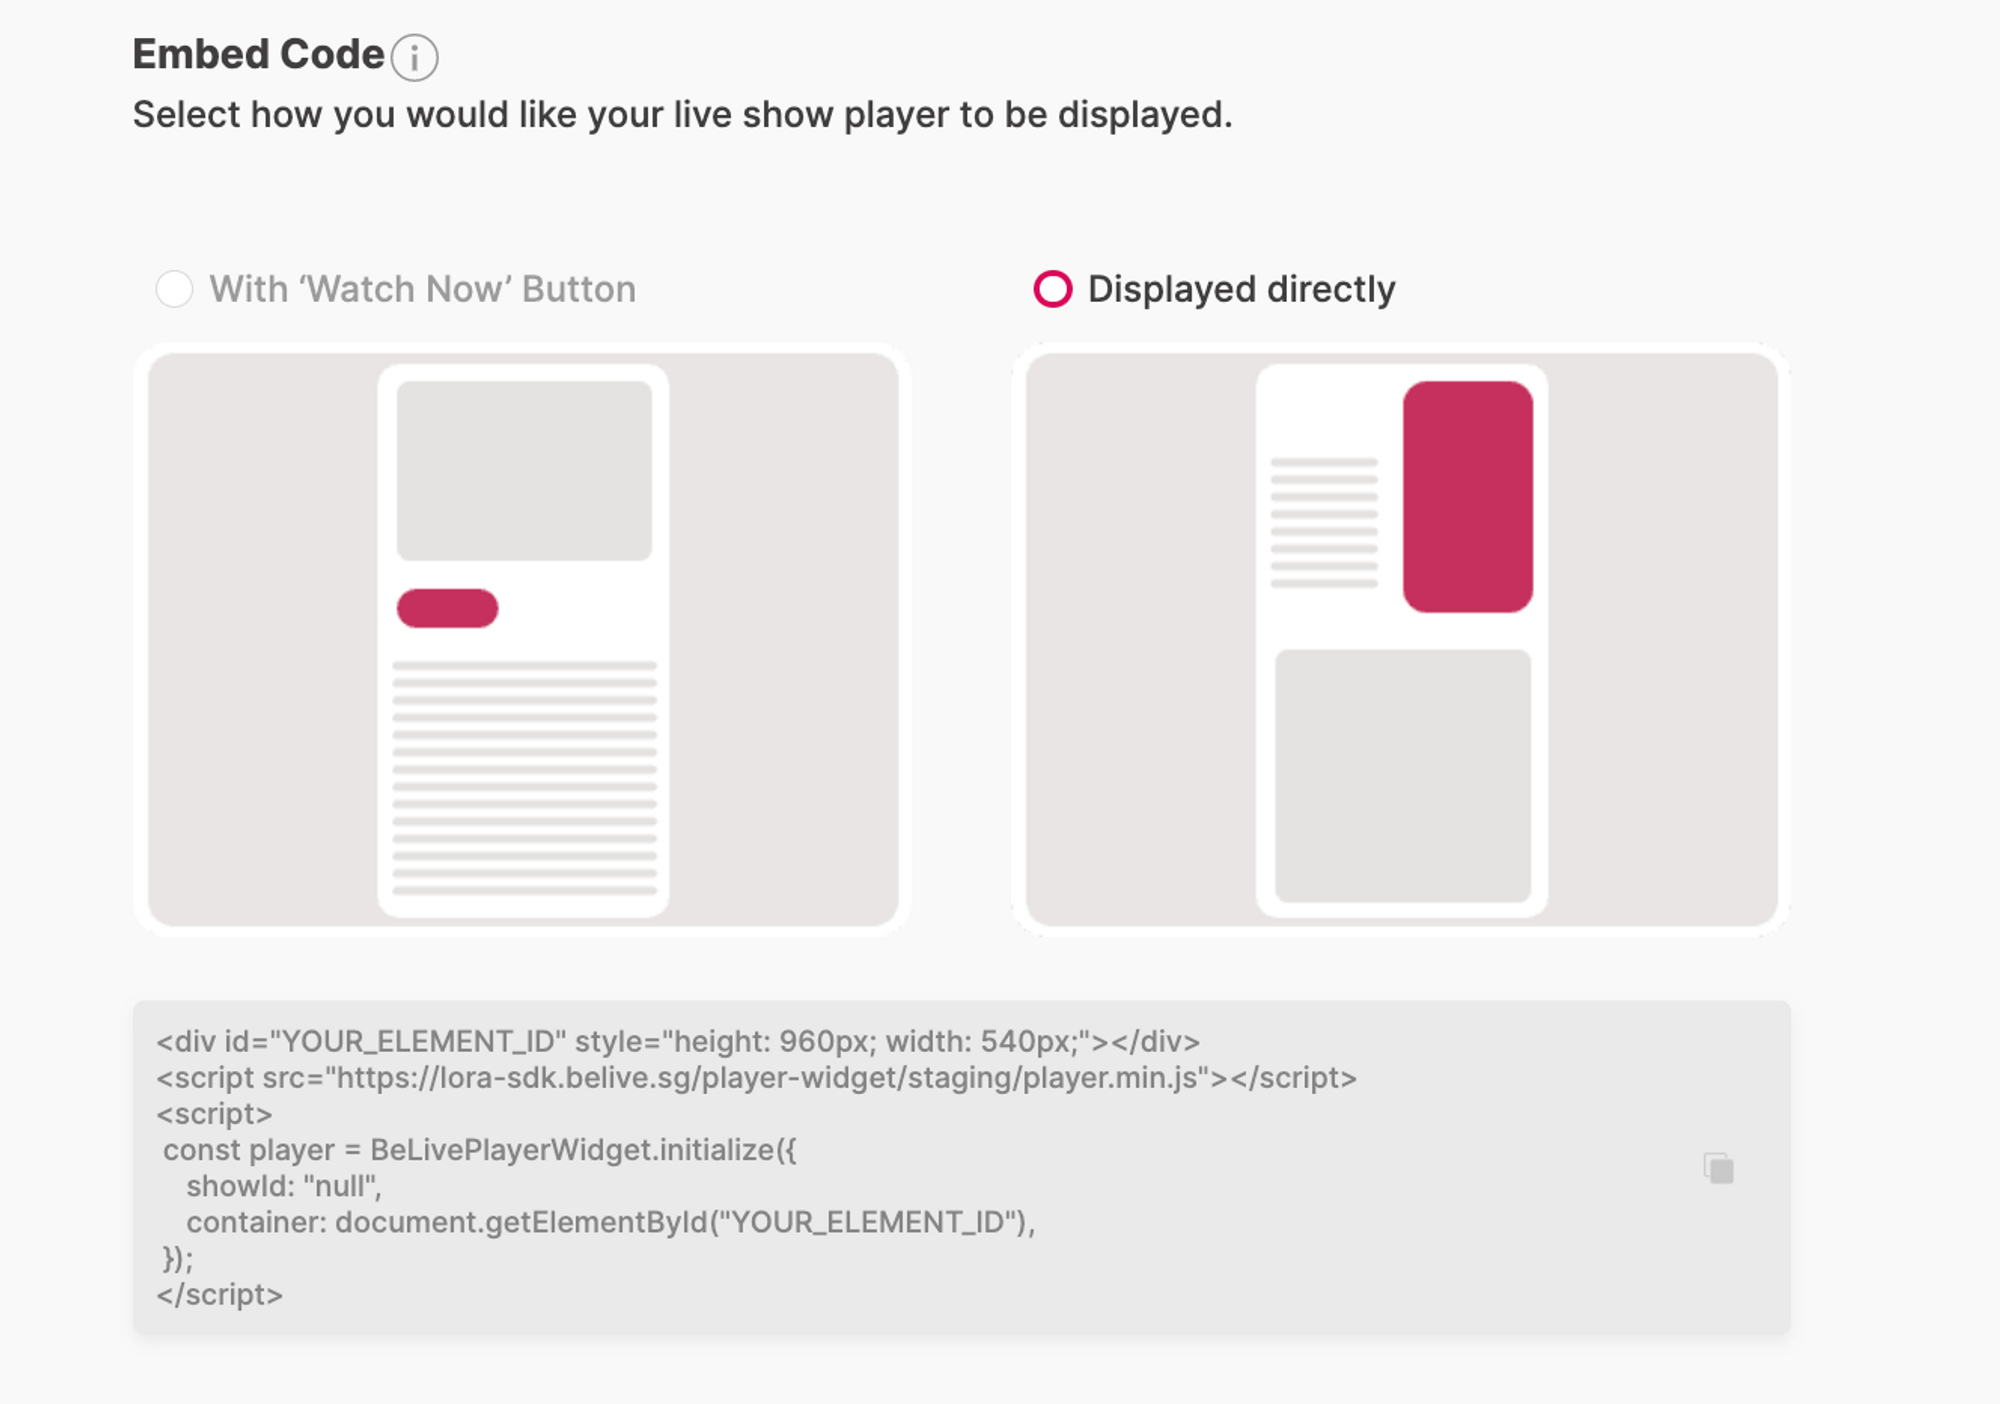 Embed Code
Select how you would like your live show player to be displayed.
With ‘Watch Now’ Button
Displayed directly
<div id="YOUR_ELEMENT_ID" style="height: 960px; width: 540px;"></div>
<script src="https://lora-sdk.belive.sg/player-widget/staging/player.min.js"></script>
<script>
const player = BeLivePlayerWidget.initialize({
showId: "null",
container: document.getElementById("YOUR_ELEMENT_ID"),
});
</script>